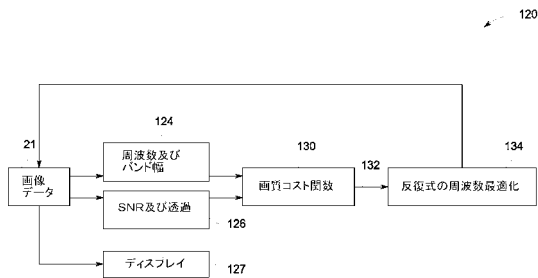 120
21
124
130
132
134
画像
データ
周波数及び
バンド幅
SNR及び透過
126
画質コスト関数
反復式の周波数最適化
ディスプレイ
127